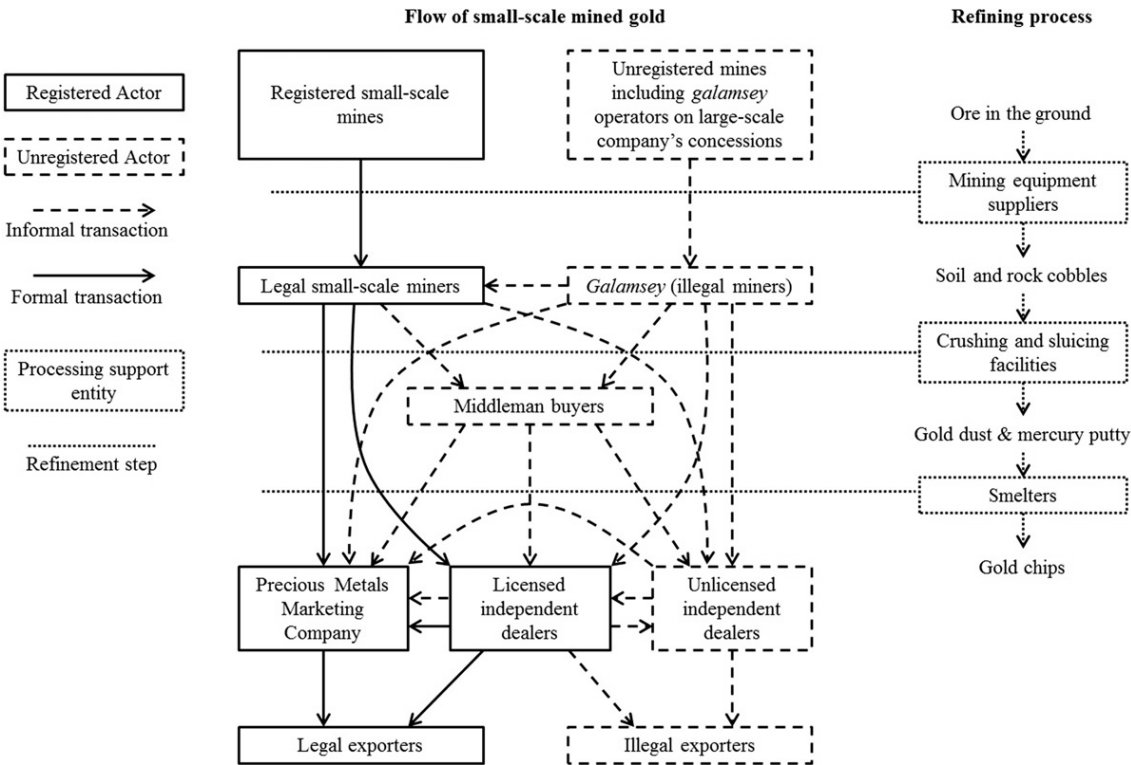 Flow of small-scale mined gold
Refining process
Registered Actor
Unregistered Actor
Informal transaction
Formal transaction
Processing support
entity
Refinement step
Registered small-scale
mines
Unregistered mines
including galamsey
operators on large-scale
company's concessions
Legal small-scale miners
Galamsey (illegal miners)
Middleman buyers
Precious Metals
Marketing
Company
Licensed
independent
dealers
Unlicensed
independent
dealers
Legal exporters
Illegal exporters
Ore in the ground
Mining equipment
suppliers
Soil and rock cobbles
Crushing and sluicing
facilities
Gold dust & mercury putty
Smelters
Gold chips